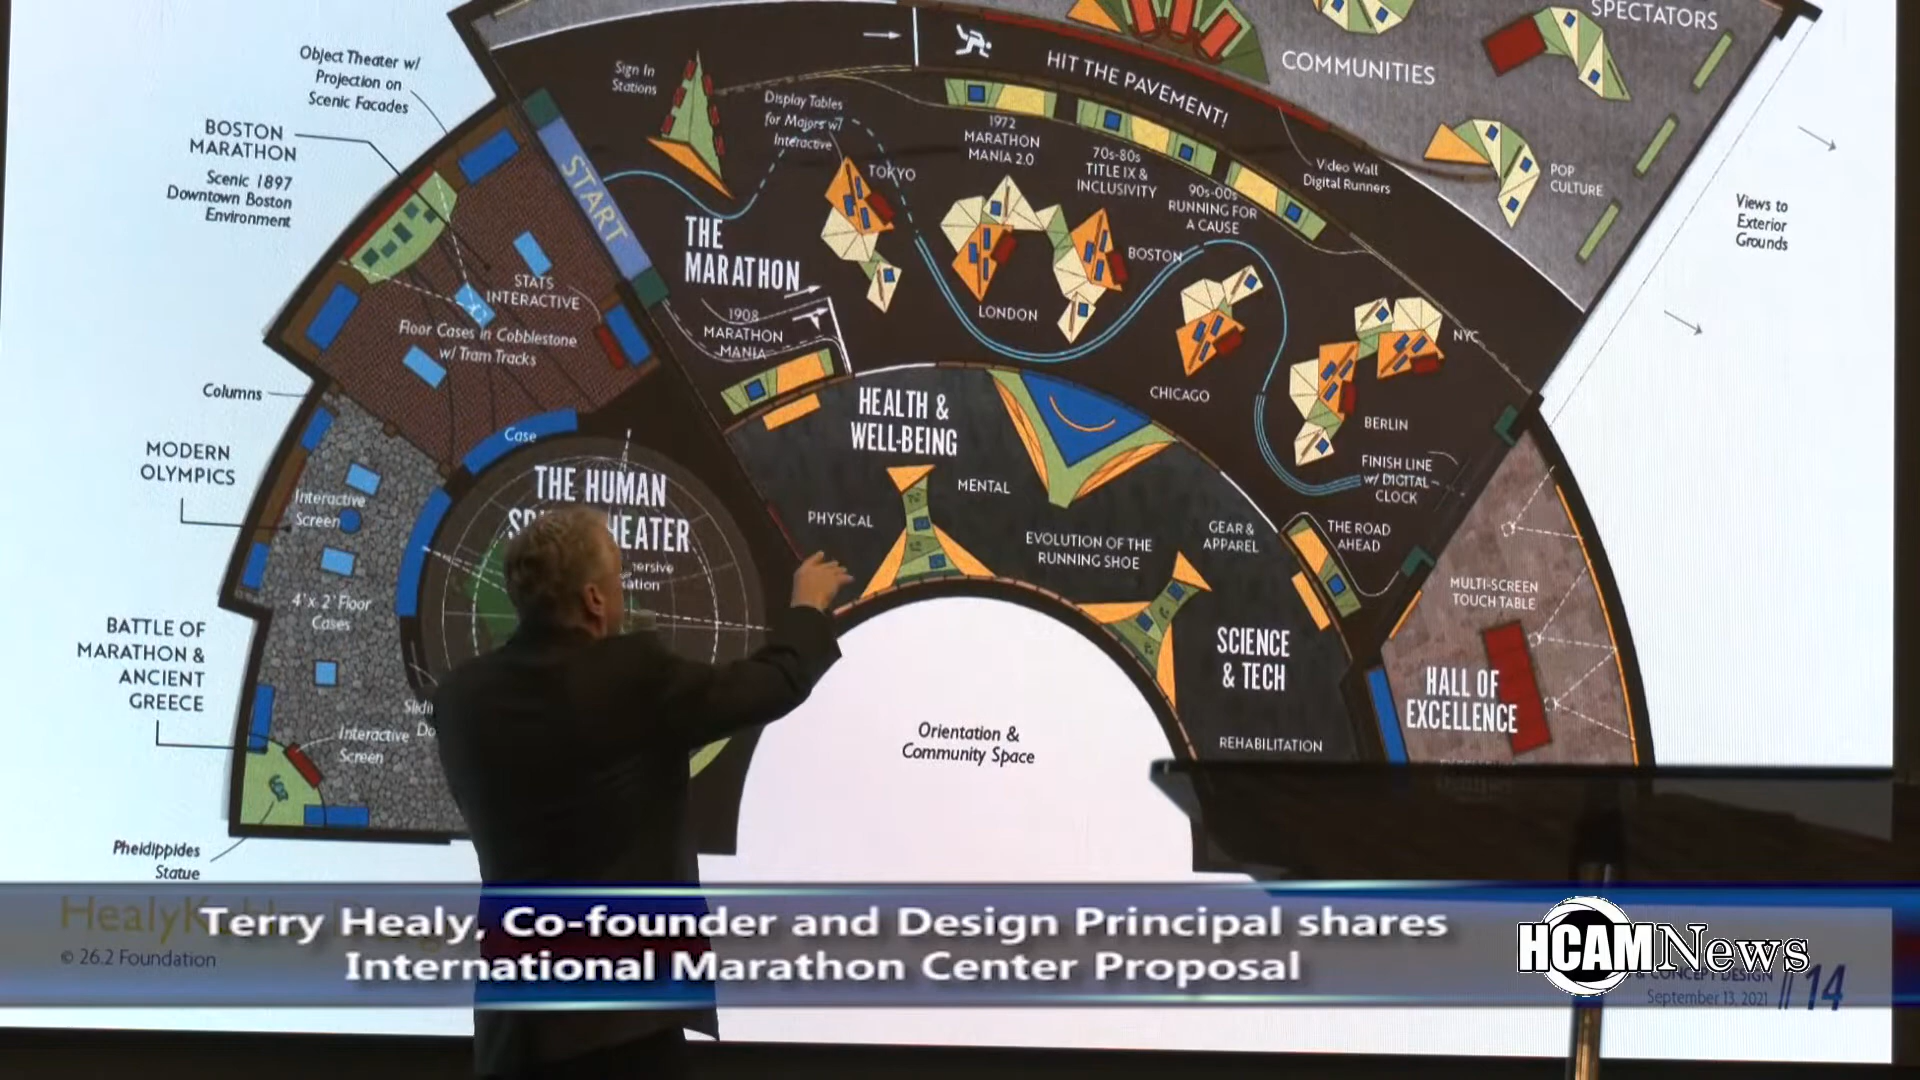 SPECTATORS
COMMUNITIES
HIT THE PAVEMENT!
Object Theater w/
Projection on
Scenic Facades
Sign In
Stations
Display Tables
for Majors w/
Interactive
1972
MARATHON
MANIA 2.0
70s-80s
TITLE IX &
INCLUSIVITY
90s-00s
RUNNING FOR
A CAUSE
Video Wall
Digital Runners
POP
CULTURE
Views to
Exterior
Grounds
BOSTON
MARATHON
Scenic 1897
Downtown Boston
Environment
START
TOKYO
THE
MARATHON
BOSTON
LONDON
CHICAGO
NYC
BERLIN
STATS
INTERACTIVE
Floor Cases in Cobblestone
w/ Tram Tracks
1908
MARATHON
MANIA
FINISH LINE
w/ DIGITAL
CLOCK
Columns
Case
MODERN
OLYMPICS
Interactive
Screen
4' x 2' Floor
Cases
THE HUMAN
HEALTH &
WELL-BEING
MENTAL
PHYSICAL
EVOLUTION OF THE
RUNNING SHOE
GEAR &
APPAREL
THE ROAD
AHEAD
MULTI-SCREEN
TOUCH TABLE
SCIENCE
& TECH
HALL OF
EXCELLENCE
REHABILITATION
BATTLE OF
MARATHON &
ANCIENT
GREECE
Interactive
Screen
Orientation &
Community Space
Pheidippides
Statue
Terry Healy, Co-founder and Design Principal shares
International Marathon Center Proposal
HCAMNews
© 26.2 Foundation
CONCEPT DESIGN
September 13, 2021
14